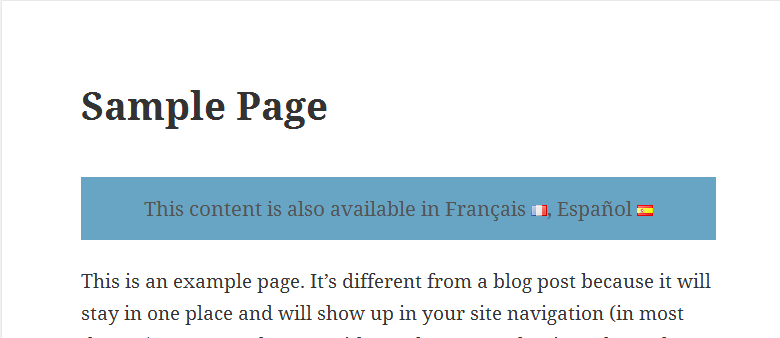 Sample Page
This content is also available in Français, Español
This is an example page. It’s different from a blog post because it will
stay in one place and will show up in your site navigation (in most